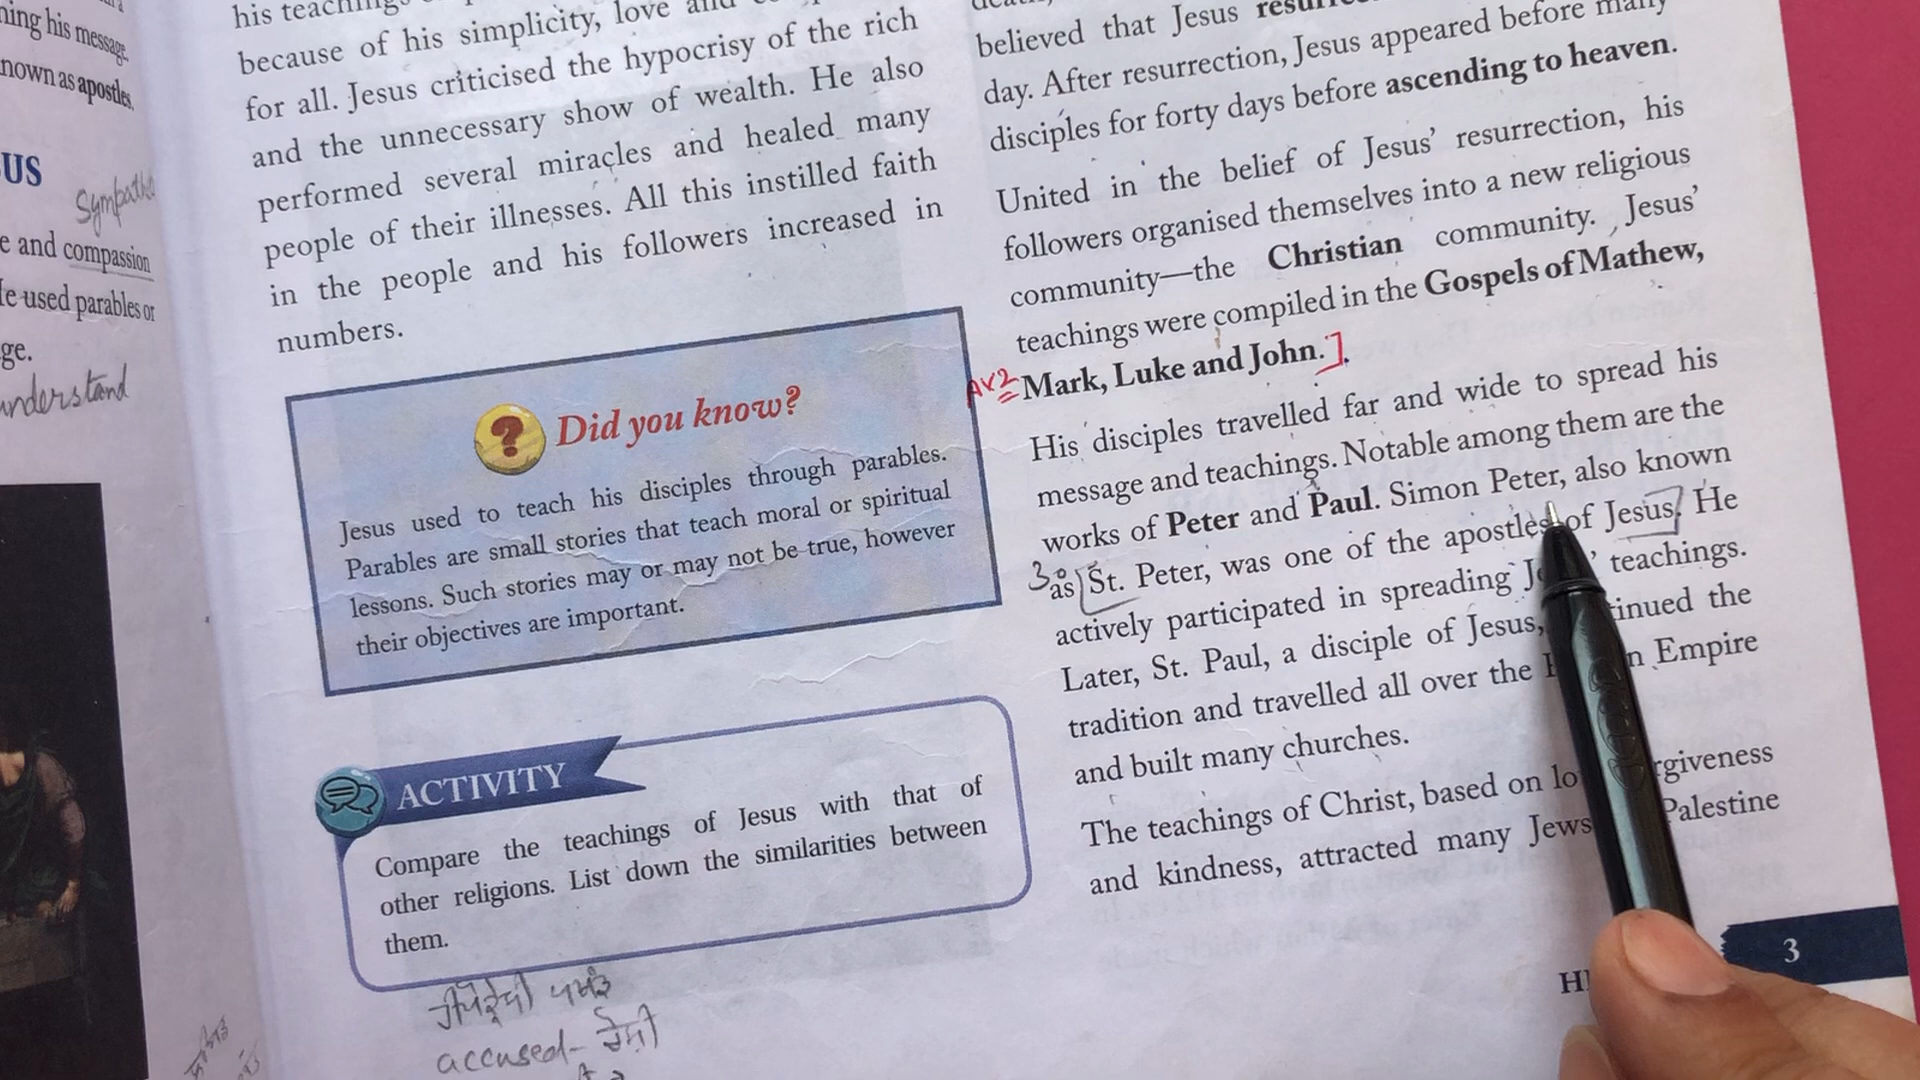 ning his message.
nown as apostles.
US
Sympath
e and compassion
He used parables or
ge.
understand
his teachings
because of his simplicity, love and
for all. Jesus criticised the hypocrisy of the rich
and the unnecessary show of wealth. He also
performed several miracles and healed many
people of their illnesses. All this instilled faith
in the people and his followers increased in
numbers.
Did you know?
Jesus used to teach his disciples through parables.
Parables are small stories that teach moral or spiritual
lessons. Such stories may or may not be true, however
their objectives are important.
ACTIVITY
Compare the teachings of Jesus with that of
other religions. List down the similarities between
them.
accused-
believed that Jesus
day. After resurrection, Jesus appeared before many
disciples for forty days before ascending to heaven.
United in the belief of Jesus' resurrection, his
followers organised themselves into a new religious
community—the Christian community. Jesus'
teachings were compiled in the Gospels of Mathew,
Mark, Luke and John.
His disciples travelled far and wide to spread his
message and teachings. Notable among them are the
works of Peter and Paul. Simon Peter, also known
as St. Peter, was one of the apostles of Jesus. He
actively participated in spreading teachings.
Later, St. Paul, a disciple of Jesus, tinued the
tradition and travelled all over the n Empire
and built many churches.
The teachings of Christ, based on lo rgiveness
and kindness, attracted many Jews Palestine
3